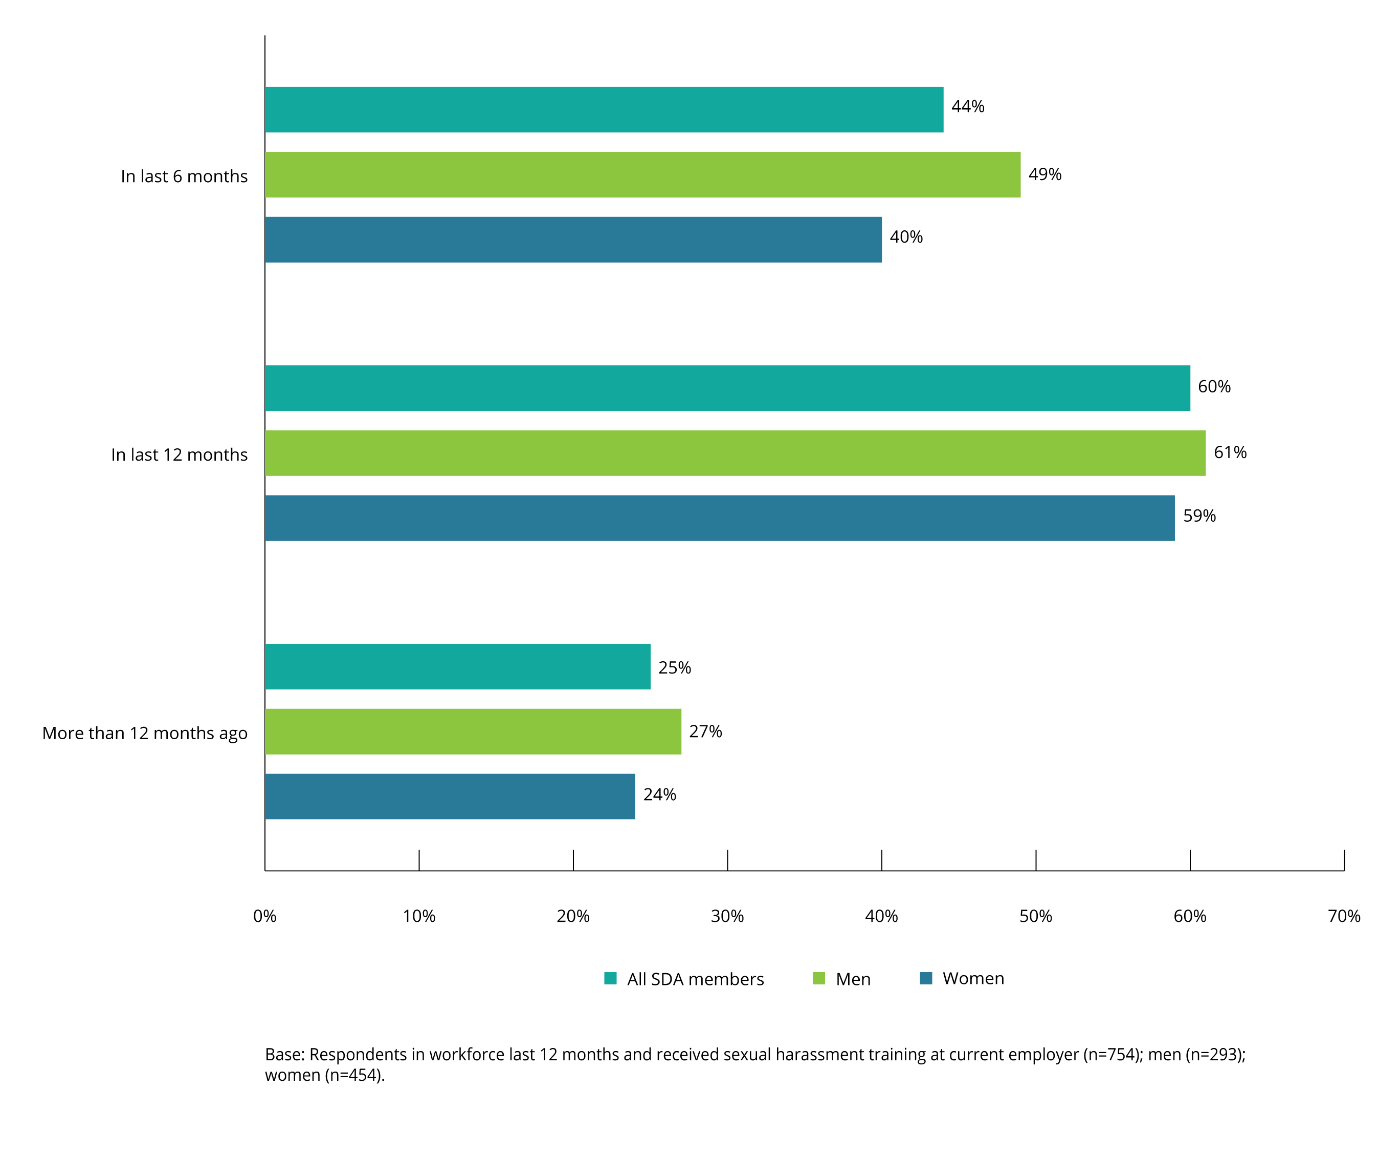 44%
In last 6 months
49%
40%
60%
In last 12 months
61%
59%
25%
More than 12 months ago
27%
24%
0% 10% 20% 30% 40% 50% 60% 70%
All SDA members Men Women
Base: Respondents in workforce last 12 months and received sexual harassment training at current employer (n=754); men (n=293);
women (n=454).